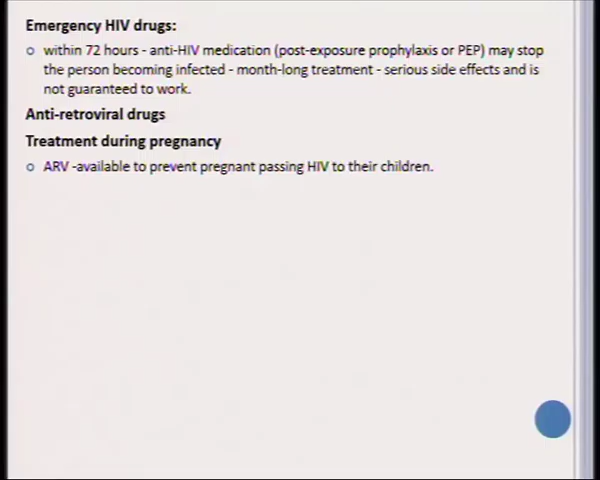 Emergency HIV drugs:
within 72 hours - anti-HIV medication (post-exposure prophylaxis or PEP) may stop
the person becoming infected - month-long treatment - serious side effects and is
not guaranteed to work.
Anti-retroviral drugs
Treatment during pregnancy
ARV -available to prevent pregnant passing HIV to their children.